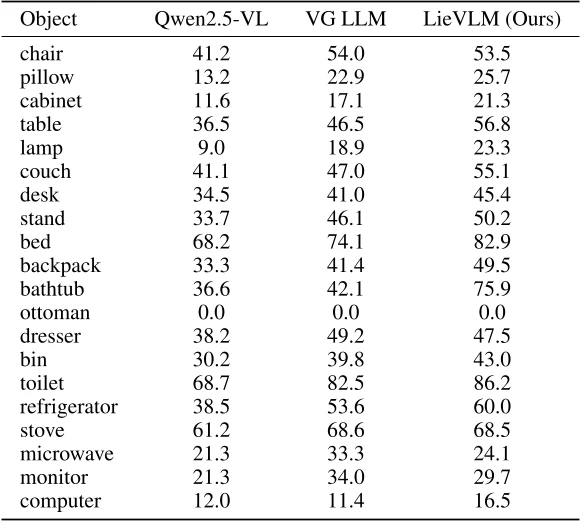 Object Qwen2.5-VL VG LLM LieVLM (Ours)
chair 41.2 54.0 53.5
pillow 13.2 22.9 25.7
cabinet 11.6 17.1 21.3
table 36.5 46.5 56.8
lamp 9.0 18.9 23.3
couch 41.1 47.0 55.1
desk 34.5 41.0 45.4
stand 33.7 46.1 50.2
bed 68.2 74.1 82.9
backpack 33.3 41.4 49.5
bathtub 36.6 42.1 75.9
ottoman 0.0 0.0 0.0
dresser 38.2 49.2 47.5
bin 30.2 39.8 43.0
toilet 68.7 82.5 86.2
refrigerator 38.5 53.6 60.0
stove 61.2 68.6 68.5
microwave 21.3 33.3 24.1
monitor 21.3 34.0 29.7
computer 12.0 11.4 16.5